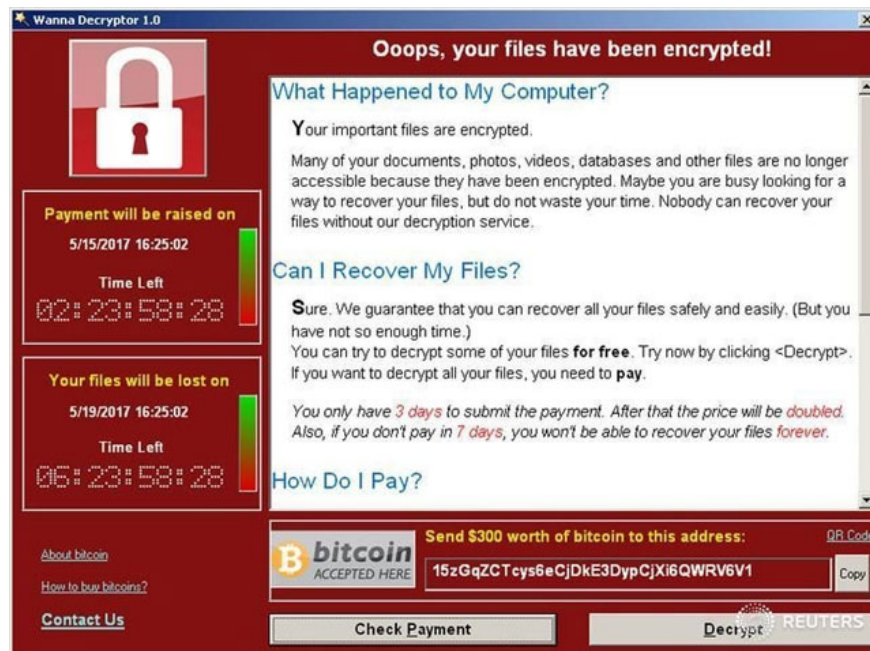 Wanna Decryptor 1.0
Ooops, your files have been encrypted!
Payment will be raised on
5/15/2017 16:25:02
Time Left
02:23:58:28
Your files will be lost on
5/19/2017 16:25:02
Time Left
06:23:58:28
About bitcoin
How to buy bitcoins?
Contact Us
What Happened to My Computer?
Your important files are encrypted.
Many of your documents, photos, videos, databases and other files are no longer
accessible because they have been encrypted. Maybe you are busy looking for a
way to recover your files, but do not waste your time. Nobody can recover your
files without our decryption service.
Can I Recover My Files?
Sure. We guarantee that you can recover all your files safely and easily. (But you
have not so enough time.)
You can try to decrypt some of your files for free. Try now by clicking <Decrypt>.
If you want to decrypt all your files, you need to pay.
You only have 3 days to submit the payment. After that the price will be doubled.
Also, if you don't pay in 7 days, you won't be able to recover your files forever.
How Do I Pay?
bitcoin
ACCEPTED HERE
Send $300 worth of bitcoin to this address:
QR Code
15zGqZCTcys6eCjDkE3DypCjXi6QWRV6V1
Copy
Check Payment
Decrypt
REUTERS